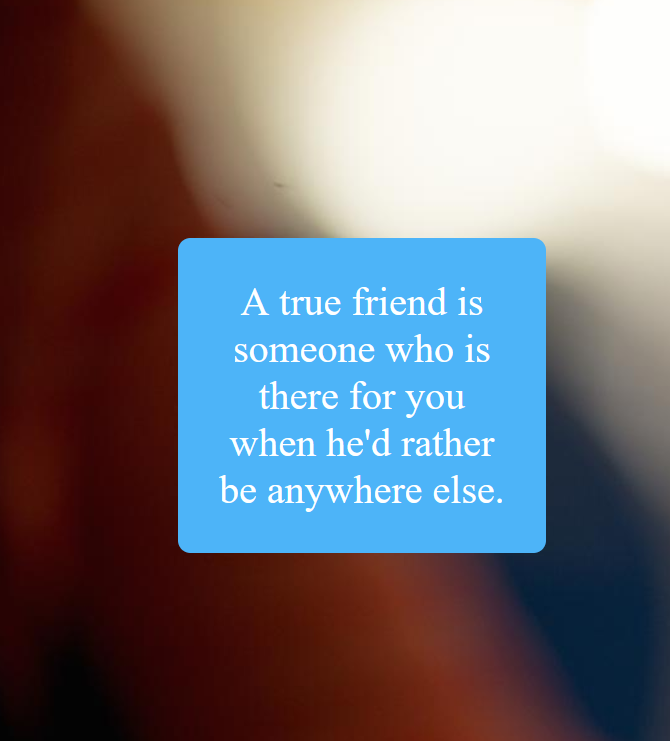 A true friend is
someone who is
there for you
when he'd rather
be anywhere else.